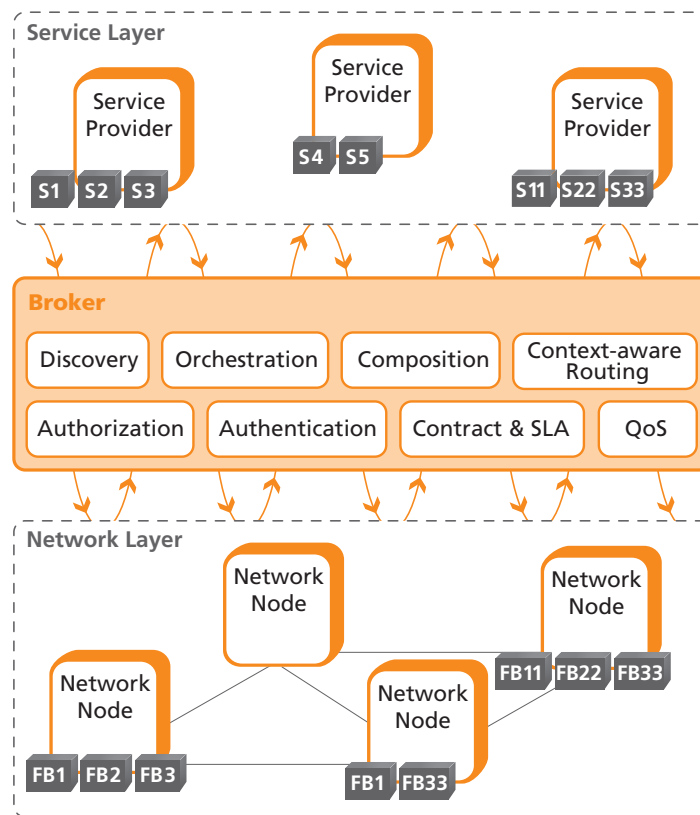 Service Layer
Service
Provider
S1 S2 S3
Service
Provider
S4 S5
Service
Provider
S11 S22 S33
Broker
Discovery
Orchestration
Composition
Context-aware
Routing
Authorization
Authentication
Contract & SLA
QoS
Network Layer
Network
Node
Network
Node
FB11 FB22 FB33
Network
Node
FB1 FB2 FB3
Network
Node
FB1 FB33